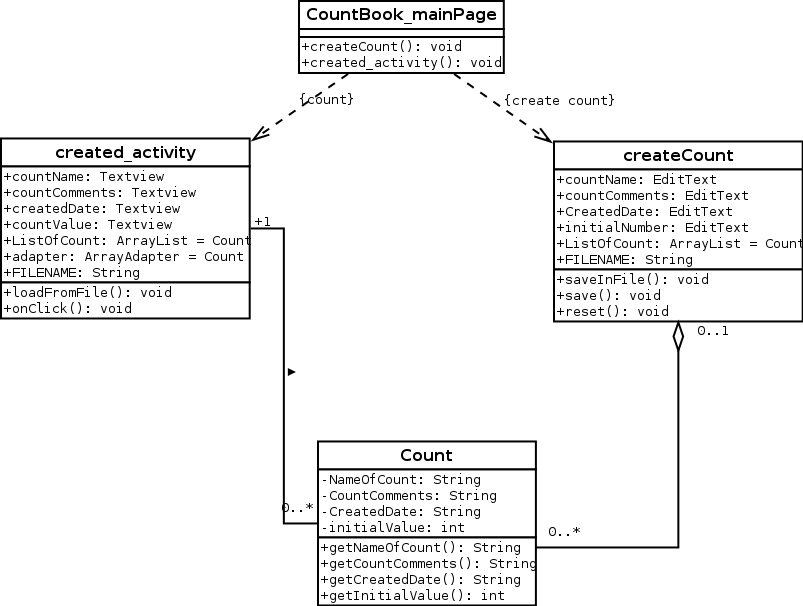 CountBook_mainPage
+createCount(): void
+created_activity(): void
{count}
{create count}
created_activity
+countName: Textview
+countComments: Textview
+createdDate: Textview
+countValue: Textview
+ListOfCount: ArrayList = Count
+adapter: ArrayAdapter = Count
+FILENAME: String
+loadFromFile(): void
+onClick(): void
+1
createCount
+countName: EditText
+countComments: EditText
+CreatedDate: EditText
+initialNumber: EditText
+ListOfCount: ArrayList = Count
+FILENAME: String
+saveInFile(): void
+save(): void
+reset(): void
0..1
Count
-NameOfCount: String
-CountComments: String
-CreatedDate: String
-initialValue: int
+getNameOfCount(): String
+getCountComments(): String
+getCreatedDate(): String
+getInitialValue(): int
0..*
0..*